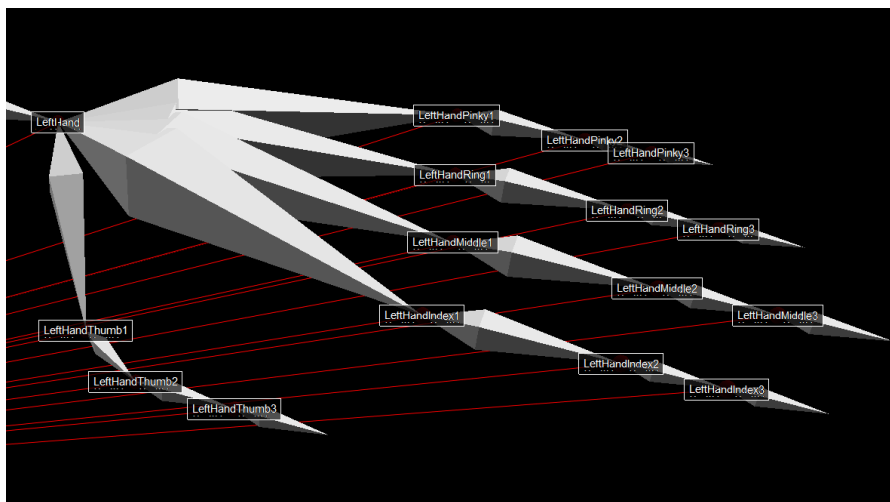 LeftHand
LeftHandPinky1
LeftHandPinky2
LeftHandPinky3
LeftHandRing1
LeftHandRing2
LeftHandRing3
LeftHandMiddle1
LeftHandMiddle2
LeftHandMiddle3
LeftHandIndex1
LeftHandIndex2
LeftHandIndex3
LeftHandThumb1
LeftHandThumb2
LeftHandThumb3